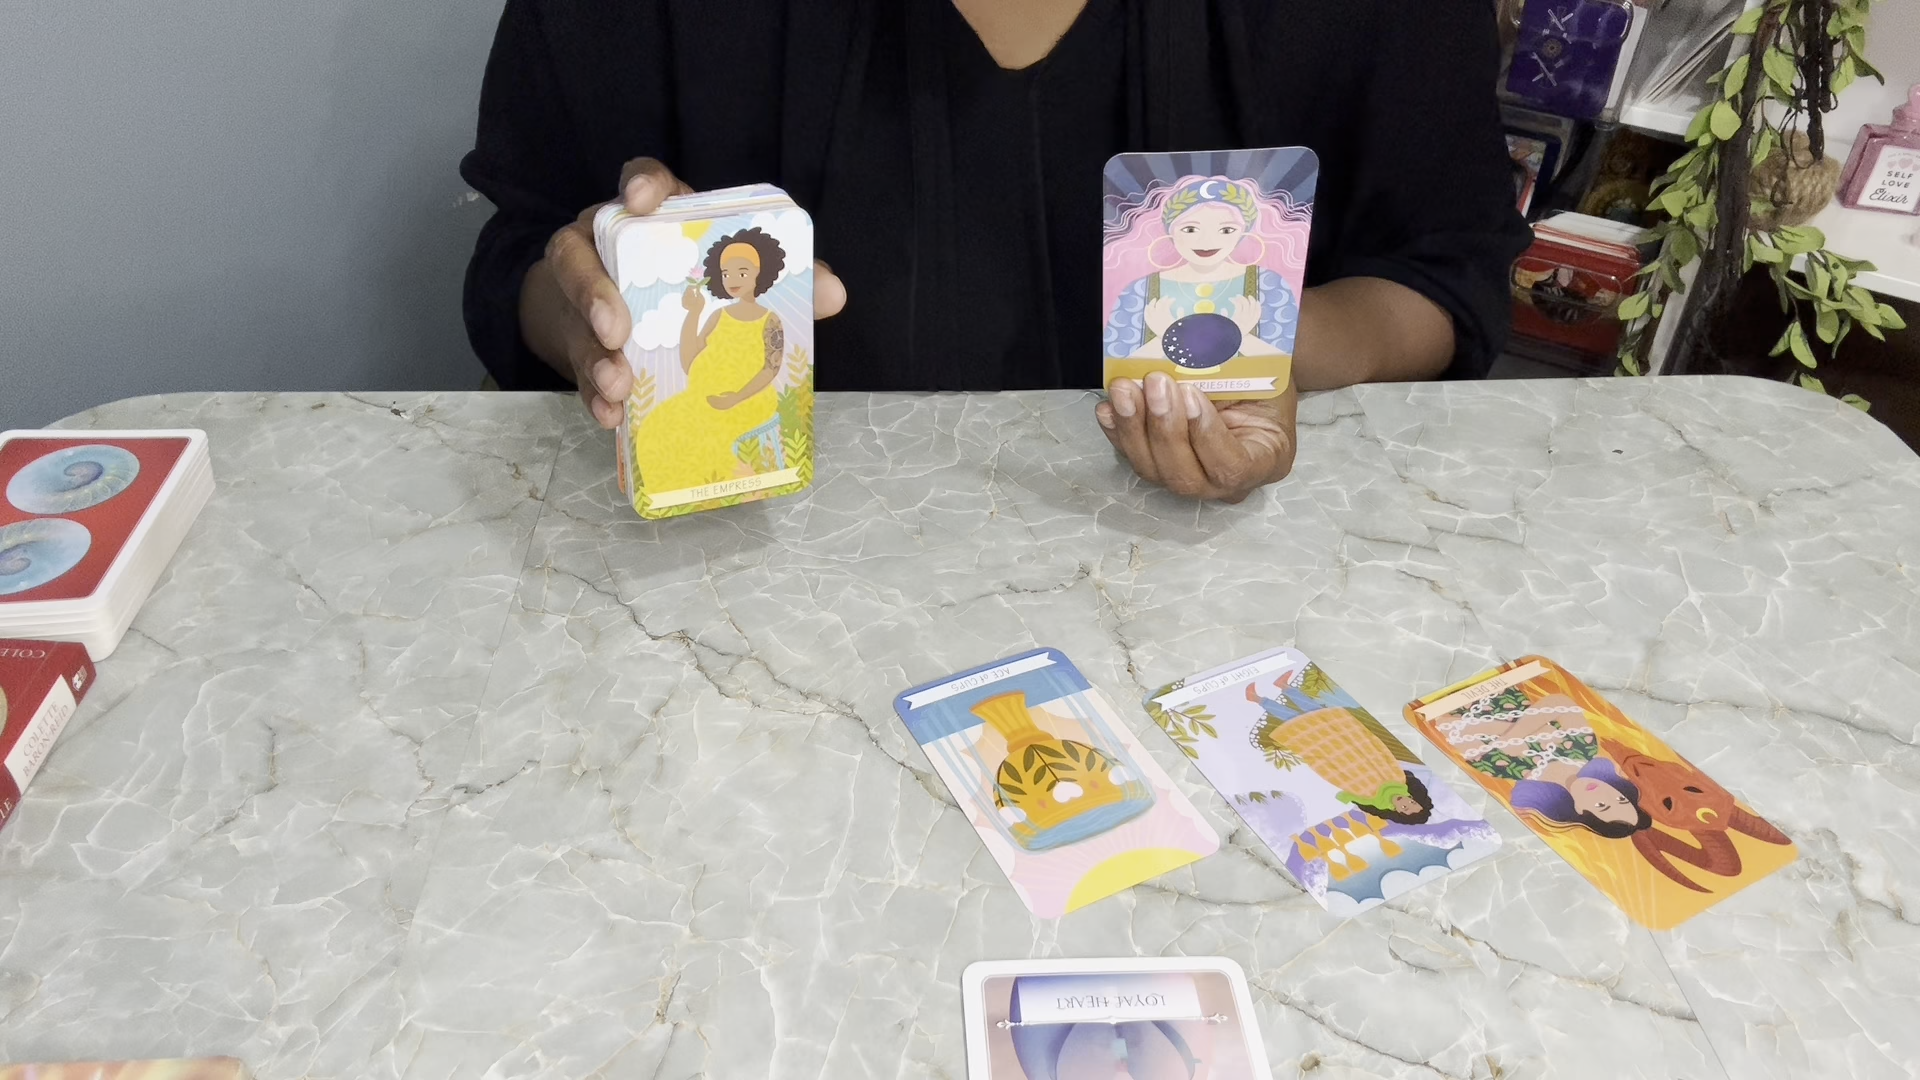 THE EMPRESS
PRIESTESS
SELF
LOVE
Elixir
ACE of CUPS
EIGHT of CUPS
THE DEVIL
LOYAL HEART
COLETTE
BARON-REID